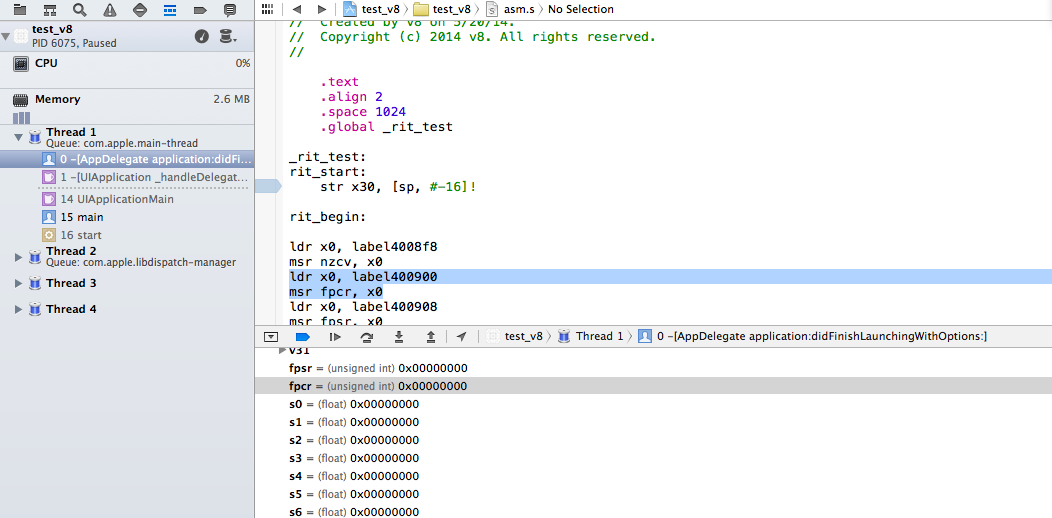 test_v8
PID 6075, Paused
CPU 0%
Memory 2.6 MB
Thread 1
Queue: com.apple.main-thread
0 -[AppDelegate application:didFi...
1 -[UIApplication _handleDelegat...
14 UIApplicationMain
15 main
16 start
Thread 2
Queue: com.apple.libdispatch-manager
Thread 3
Thread 4
test_v8 test_v8 asm.s No Selection
// Created by v8 on 5/20/14.
// Copyright (c) 2014 v8. All rights reserved.
//
.text
.align 2
.space 1024
.global _rit_test
_rit_test:
rit_start:
str x30, [sp, #-16]!
rit_begin:
ldr x0, label4008f8
msr nzcv, x0
ldr x0, label400900
msr fpcr, x0
ldr x0, label400908
msr fpsr, x0
test_v8 Thread 1 0 -[AppDelegate application:didFinishLaunchingWithOptions:]
v31
fpsr = (unsigned int) 0x00000000
fpcr = (unsigned int) 0x00000000
s0 = (float) 0x00000000
s1 = (float) 0x00000000
s2 = (float) 0x00000000
s3 = (float) 0x00000000
s4 = (float) 0x00000000
s5 = (float) 0x00000000
s6 = (float) 0x00000000